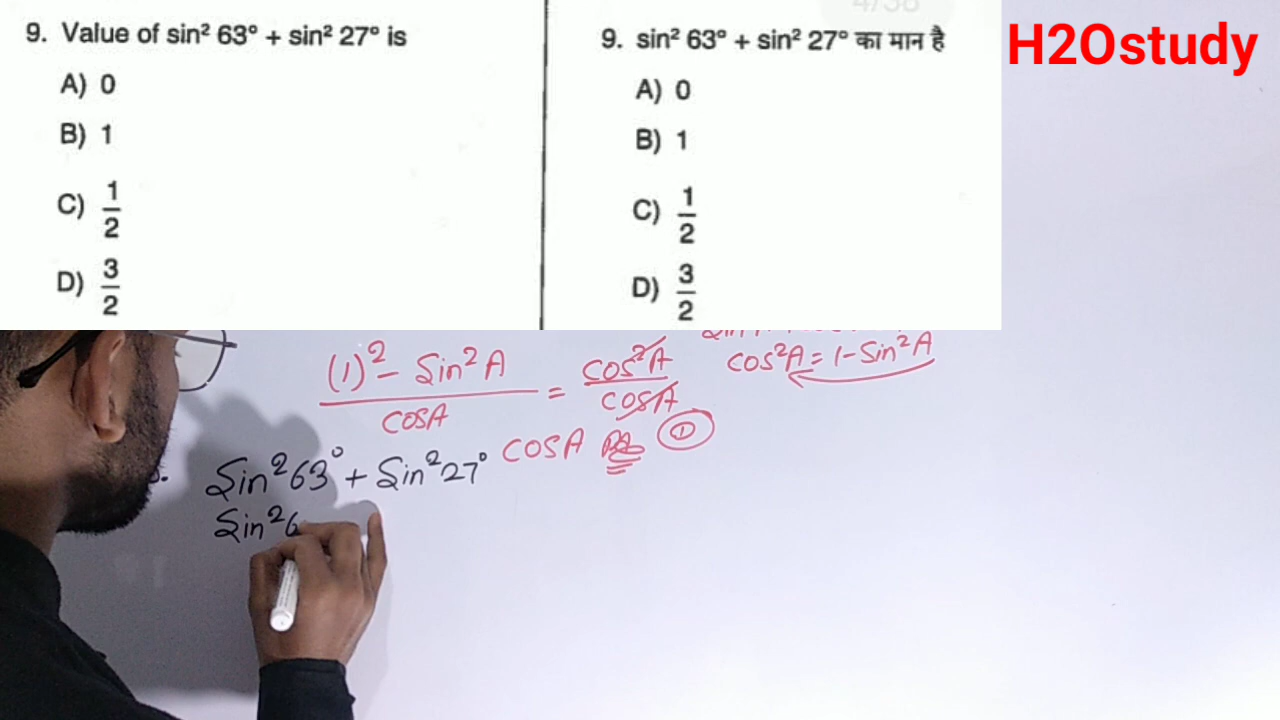 9. Value of sin² 63° + sin² 27° is
A) 0
B) 1
C) 1/2
D) 3/2
9. sin² 63° + sin² 27° का मान है
A) 0
B) 1
C) 1/2
D) 3/2
H2Ostudy
cos²A = 1 - Sin²A
(1)² - Sin²A / cosA = cos²A / cosA
cosA ①
Sin²63° + Sin²27°
Sin²6